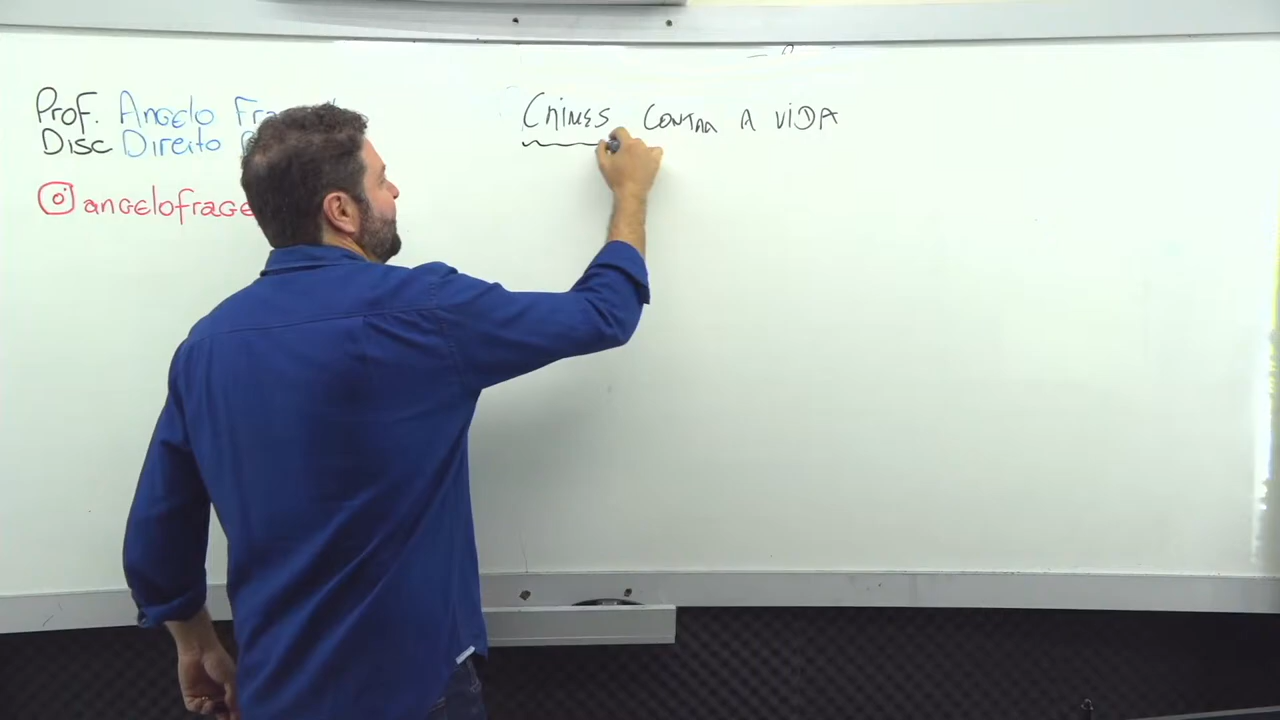 Prof. Angelo
Disc Direito
angelofrage
CRIMES CONTRA A VIDA